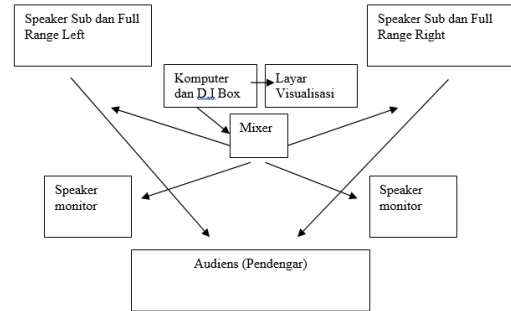 Speaker Sub dan Full
Range Left
Speaker Sub dan Full
Range Right
Komputer
dan D.I Box
Layar
Visualisasi
Mixer
Speaker
monitor
Speaker
monitor
Audiens (Pendengar)